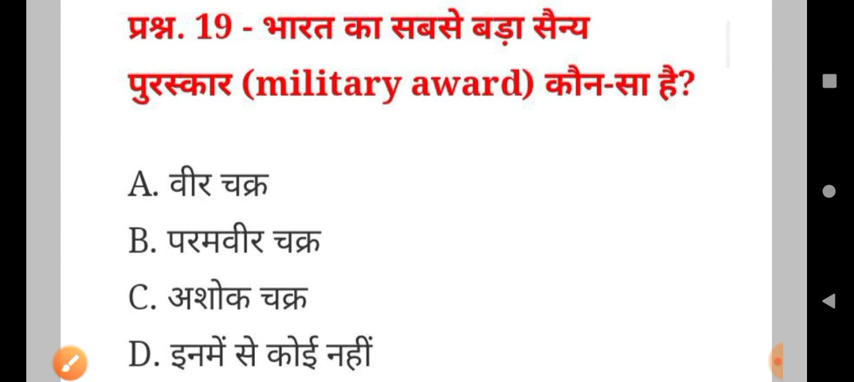 प्रश्न. 19 - भारत का सबसे बड़ा सैन्य
पुरस्कार (military award) कौन-सा है?
A. वीर चक्र
B. परमवीर चक्र
C. अशोक चक्र
D. इनमें से कोई नहीं